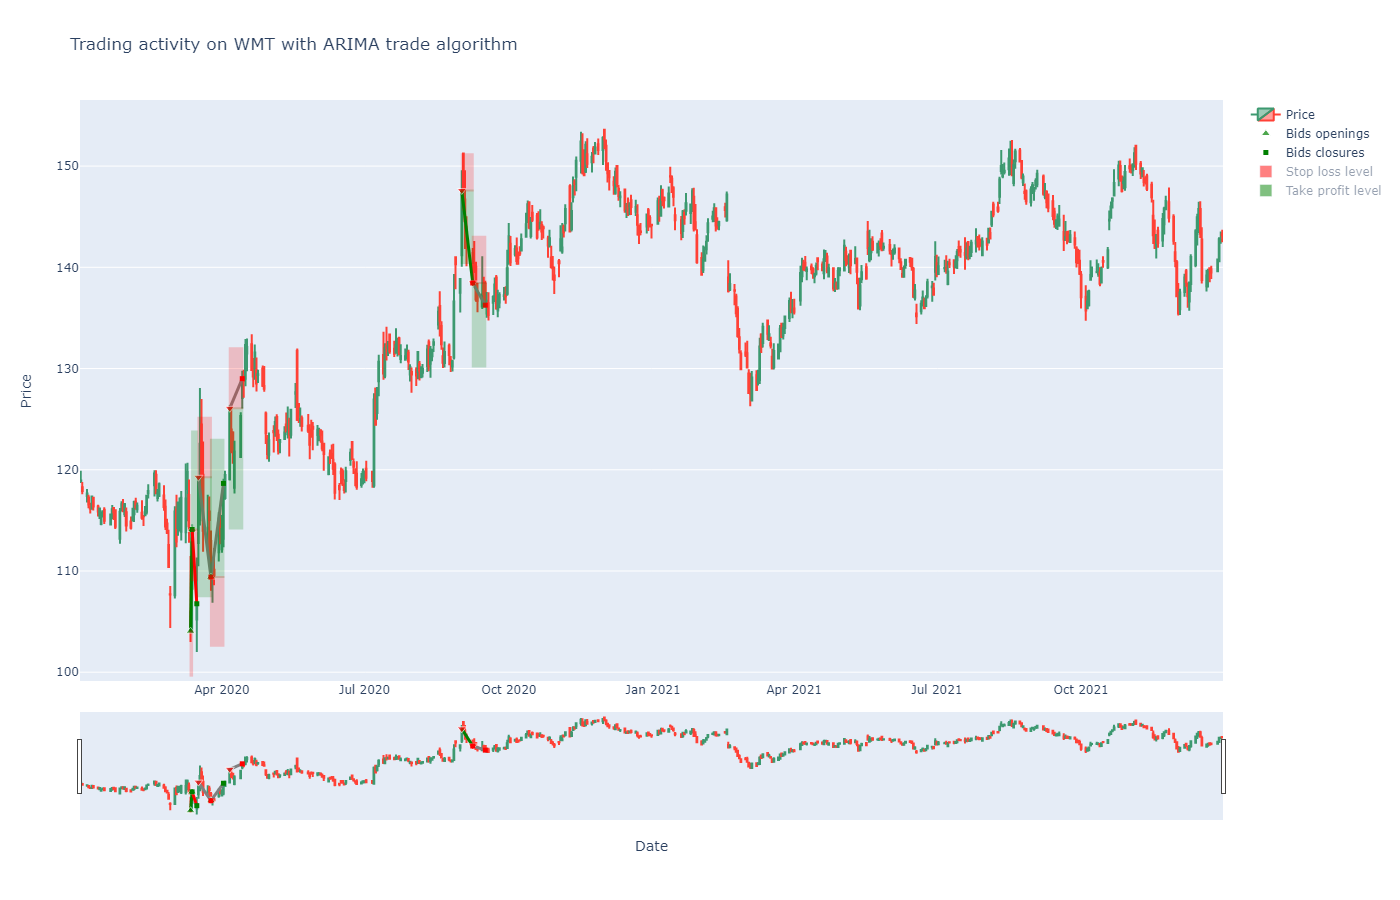 Trading activity on WMT with ARIMA trade algorithm
Price
Bids openings
Bids closures
Stop loss level
Take profit level
150
140
130
120
110
100
Price
Apr 2020
Jul 2020
Oct 2020
Jan 2021
Apr 2021
Jul 2021
Oct 2021
Date